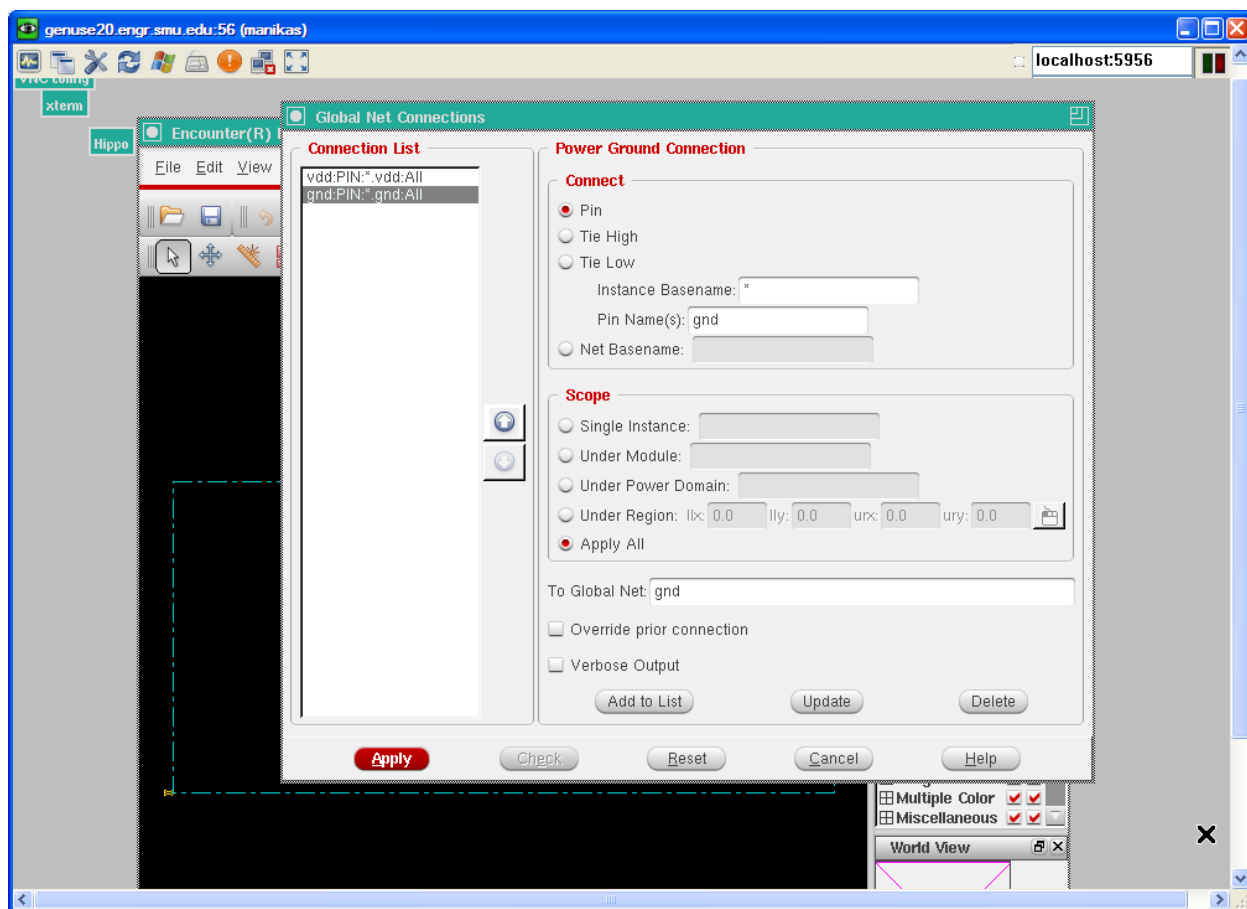 genuse20.engr.smu.edu:56 (manikas)
localhost:5956
VNC config
xterm
Hippo
Encounter(R)
File Edit View
Global Net Connections
Connection List
vdd:PIN:*.vdd:All
gnd:PIN:*.gnd:All
Power Ground Connection
Connect
Pin
Tie High
Tie Low
Instance Basename: *
Pin Name(s): gnd
Net Basename:
Scope
Single Instance:
Under Module:
Under Power Domain:
Under Region: llx: 0.0 lly: 0.0 urx: 0.0 ury: 0.0
Apply All
To Global Net: gnd
Override prior connection
Verbose Output
Add to List Update Delete
Apply Check Reset Cancel Help
Multiple Color
Miscellaneous
World View